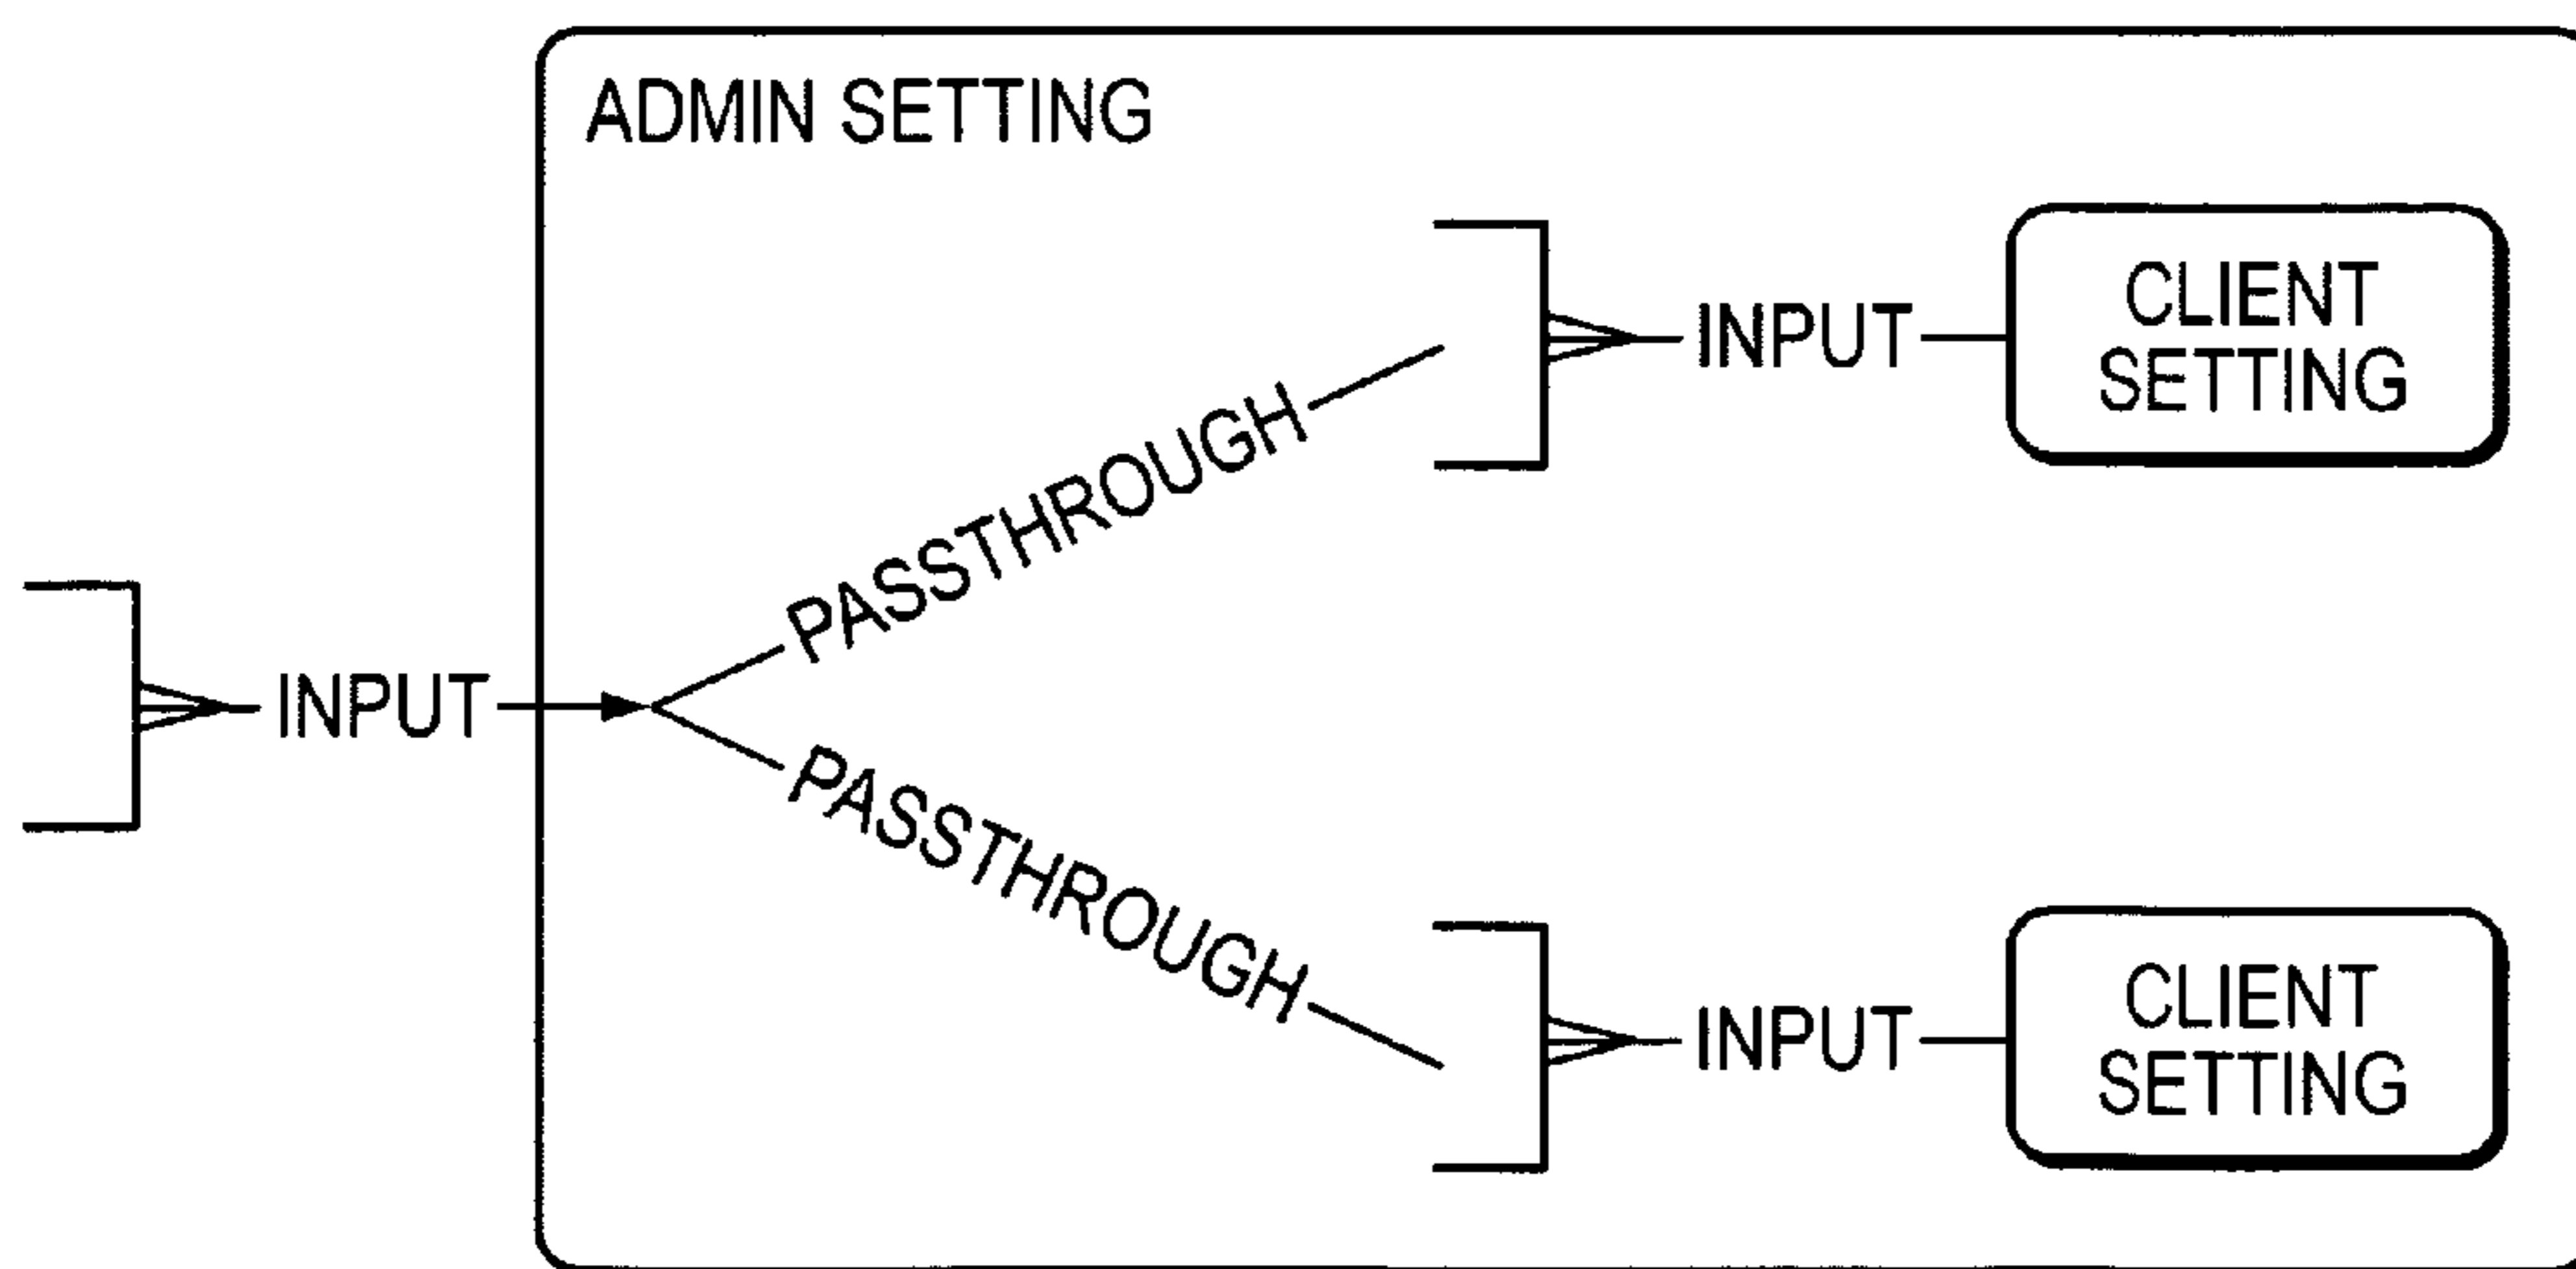 ADMIN SETTING
INPUT
PASSTHROUGH
INPUT
CLIENT
SETTING
PASSTHROUGH
INPUT
CLIENT
SETTING